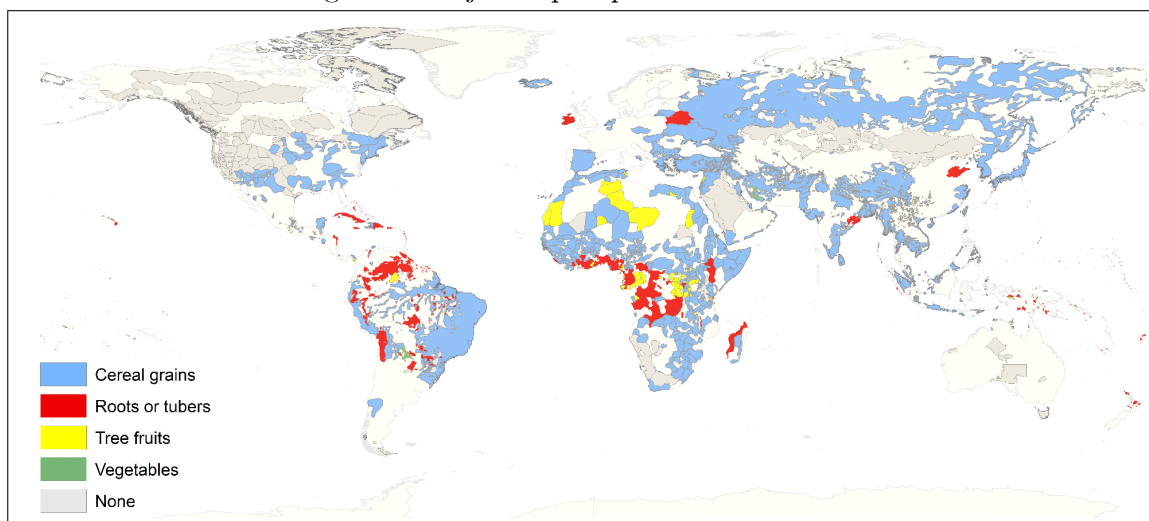 Cereal grains
Roots or tubers
Tree fruits
Vegetables
None